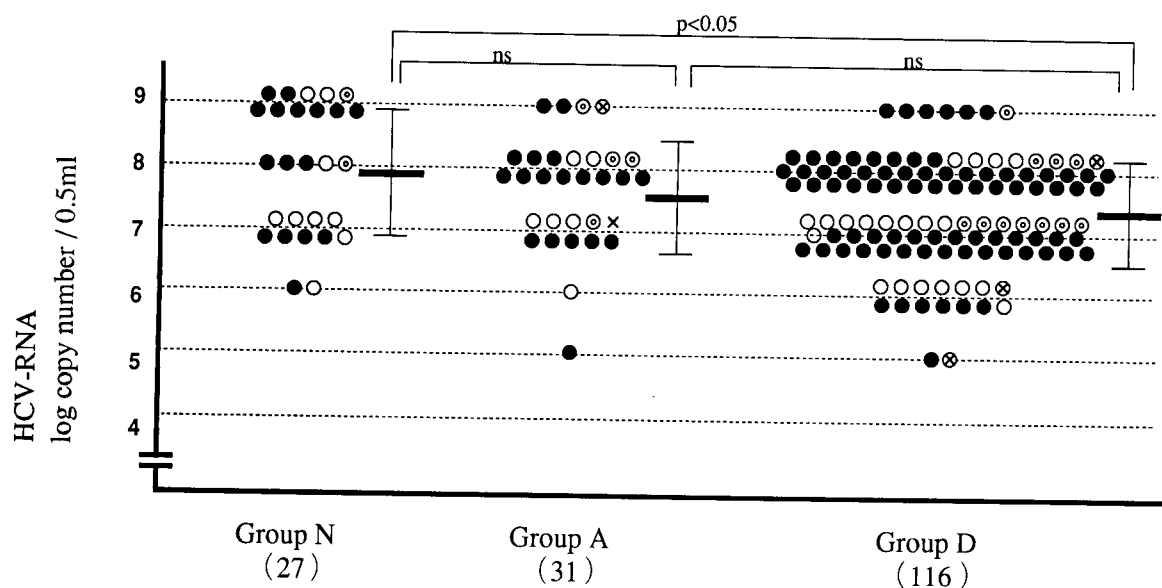 p<0.05
ns
ns
9
8
7
6
5
4
HCV-RNA
log copy number / 0.5ml
Group N
(27)
Group A
(31)
Group D
(116)